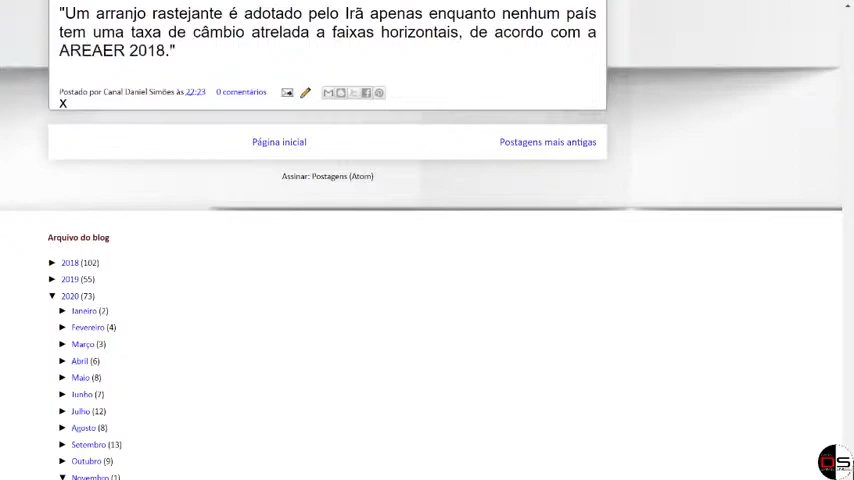 "Um arranjo rastejante é adotado pelo Irã apenas enquanto nenhum país
tem uma taxa de câmbio atrelada a faixas horizontais, de acordo com a
AREAER 2018."
Postado por Canal Daniel Simões às 22:23 0 comentários
X
Página inicial Postagens mais antigas
Assinar: Postagens (Atom)
Arquivo do blog
► 2018 (102)
► 2019 (55)
▼ 2020 (73)
► Janeiro (2)
► Fevereiro (4)
► Março (3)
► Abril (6)
► Maio (8)
► Junho (7)
► Julho (12)
► Agosto (8)
► Setembro (13)
► Outubro (9)
▼ Novembro (1)
DS